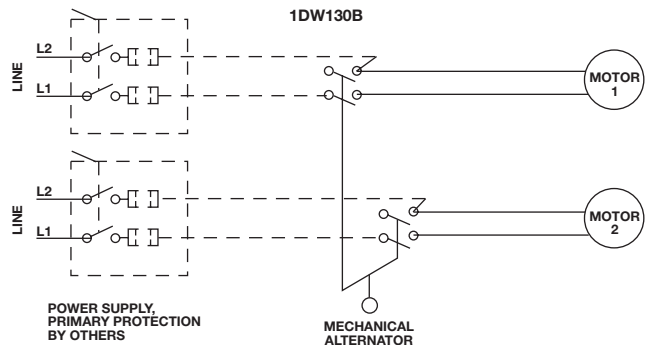 1DW130B
L2
LINE
L1
MOTOR
1
L2
LINE
L1
MOTOR
2
POWER SUPPLY,
PRIMARY PROTECTION
BY OTHERS
MECHANICAL
ALTERNATOR